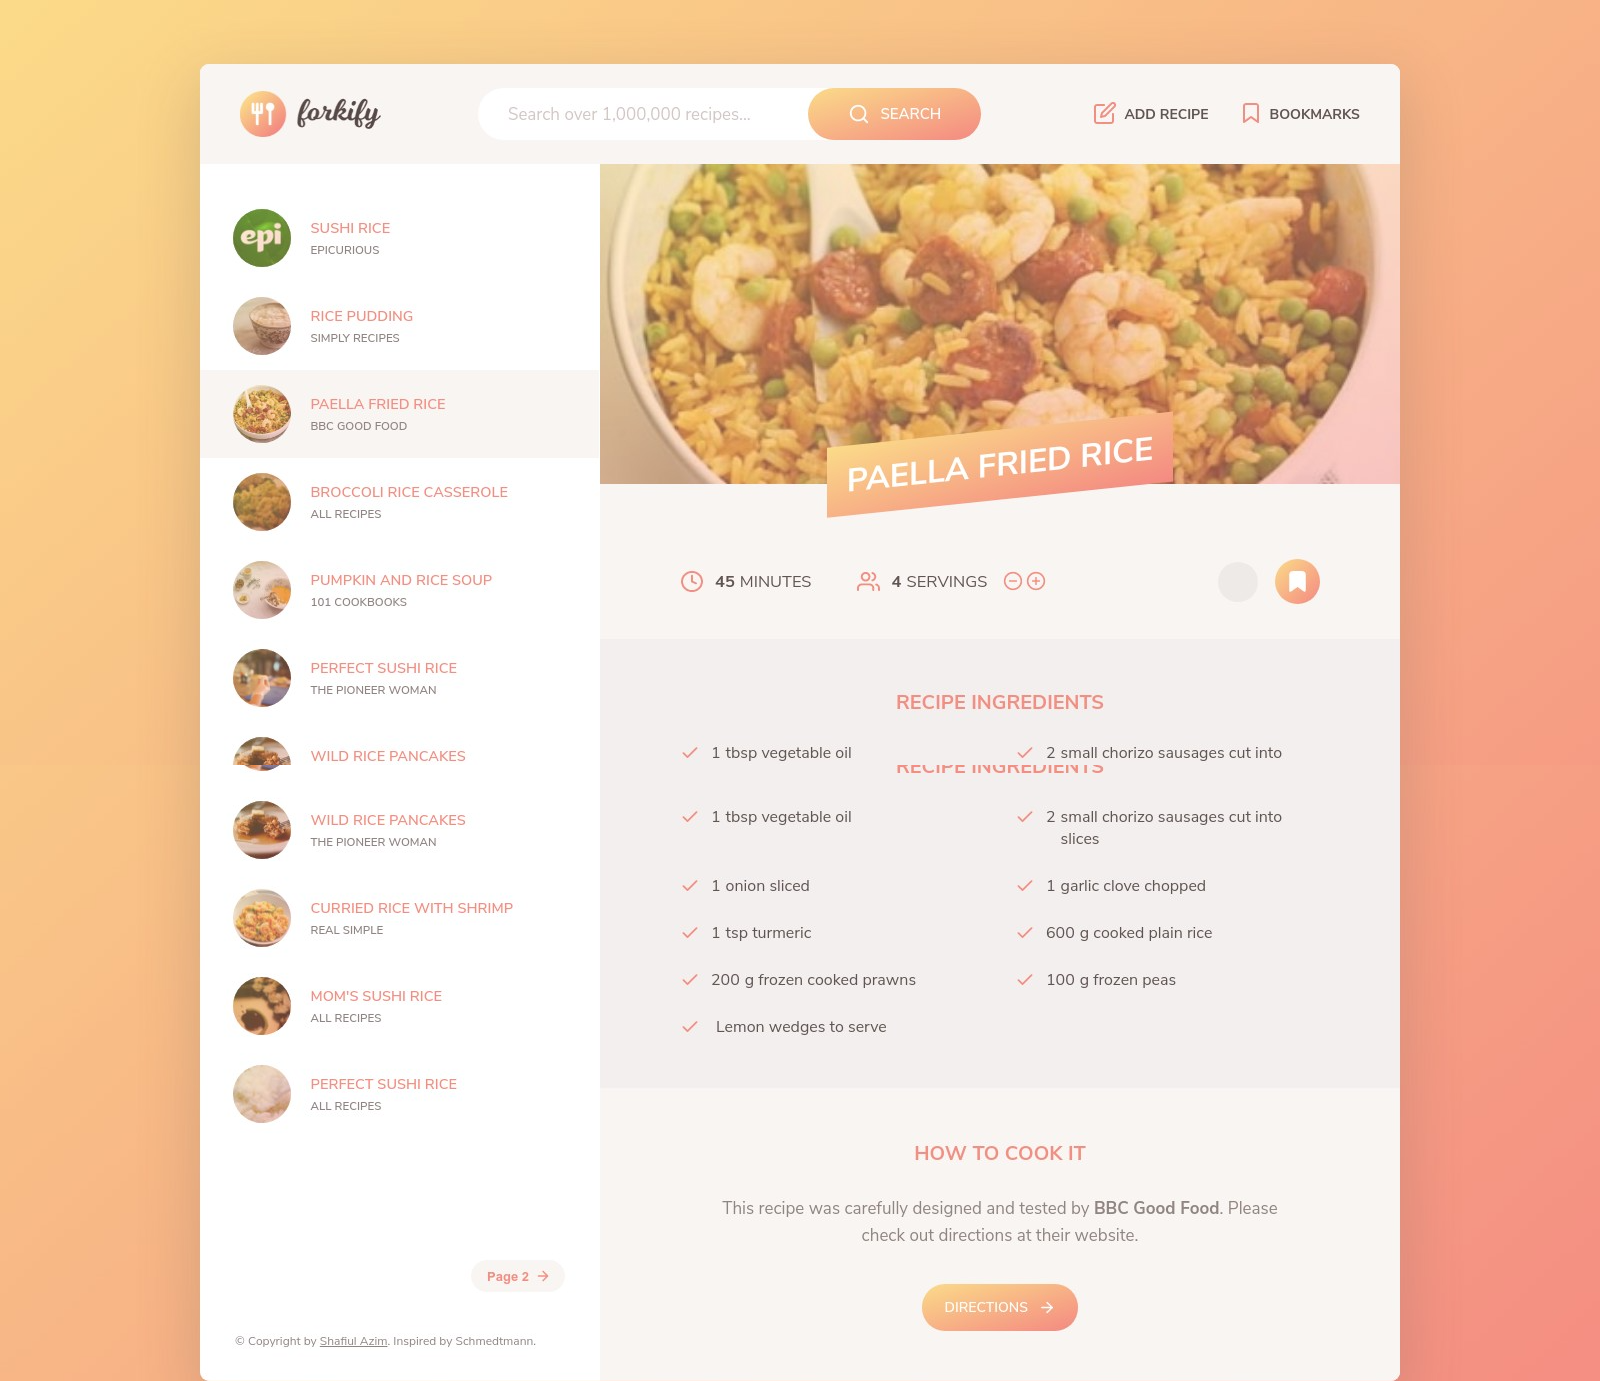 forkify
Search over 1,000,000 recipes...
SEARCH
ADD RECIPE
BOOKMARKS
epi
SUSHI RICE
EPICURIOUS
RICE PUDDING
SIMPLY RECIPES
PAELLA FRIED RICE
BBC GOOD FOOD
BROCCOLI RICE CASSEROLE
ALL RECIPES
PUMPKIN AND RICE SOUP
101 COOKBOOKS
PERFECT SUSHI RICE
THE PIONEER WOMAN
WILD RICE PANCAKES
WILD RICE PANCAKES
THE PIONEER WOMAN
CURRIED RICE WITH SHRIMP
REAL SIMPLE
MOM'S SUSHI RICE
ALL RECIPES
PERFECT SUSHI RICE
ALL RECIPES
Page 2
© Copyright by Shafiul Azim. Inspired by Schmedtmann.
PAELLA FRIED RICE
45 MINUTES
4 SERVINGS
RECIPE INGREDIENTS
1 tbsp vegetable oil
2 small chorizo sausages cut into
RECIPE INGREDIENTS
1 tbsp vegetable oil
2 small chorizo sausages cut into
slices
1 onion sliced
1 garlic clove chopped
1 tsp turmeric
600 g cooked plain rice
200 g frozen cooked prawns
100 g frozen peas
Lemon wedges to serve
HOW TO COOK IT
This recipe was carefully designed and tested by BBC Good Food. Please
check out directions at their website.
DIRECTIONS